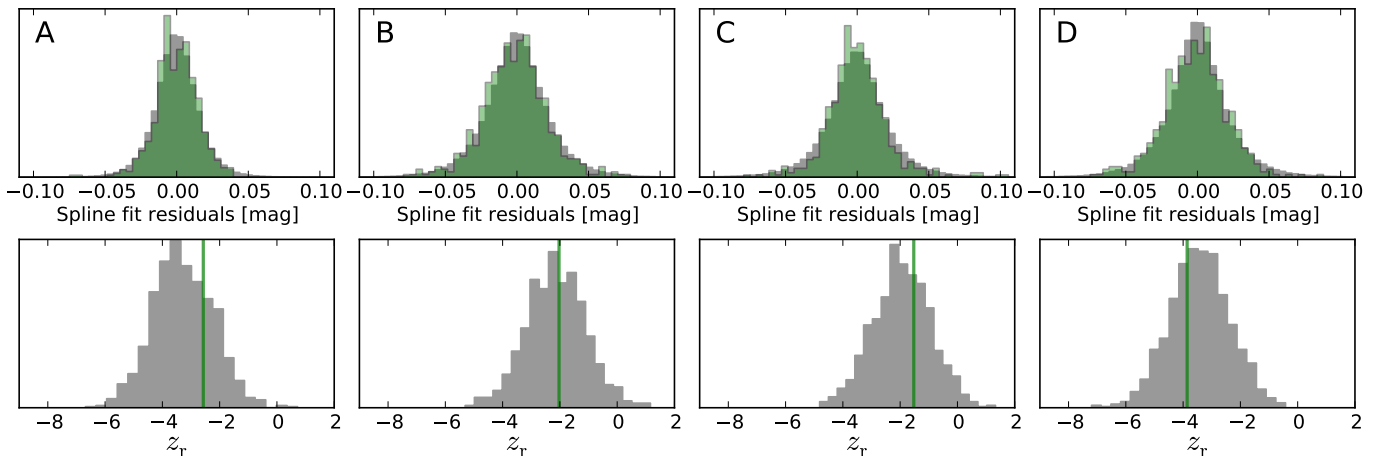 A B C D
−0.10 −0.05 0.00 0.05 0.10 −0.10 −0.05 0.00 0.05 0.10 −0.10 −0.05 0.00 0.05 0.10 −0.10 −0.05 0.00 0.05 0.10
Spline fit residuals [mag] Spline fit residuals [mag] Spline fit residuals [mag] Spline fit residuals [mag]
−8 −6 −4 −2 0 2 −8 −6 −4 −2 0 2 −8 −6 −4 −2 0 2 −8 −6 −4 −2 0 2
z_r z_r z_r z_r